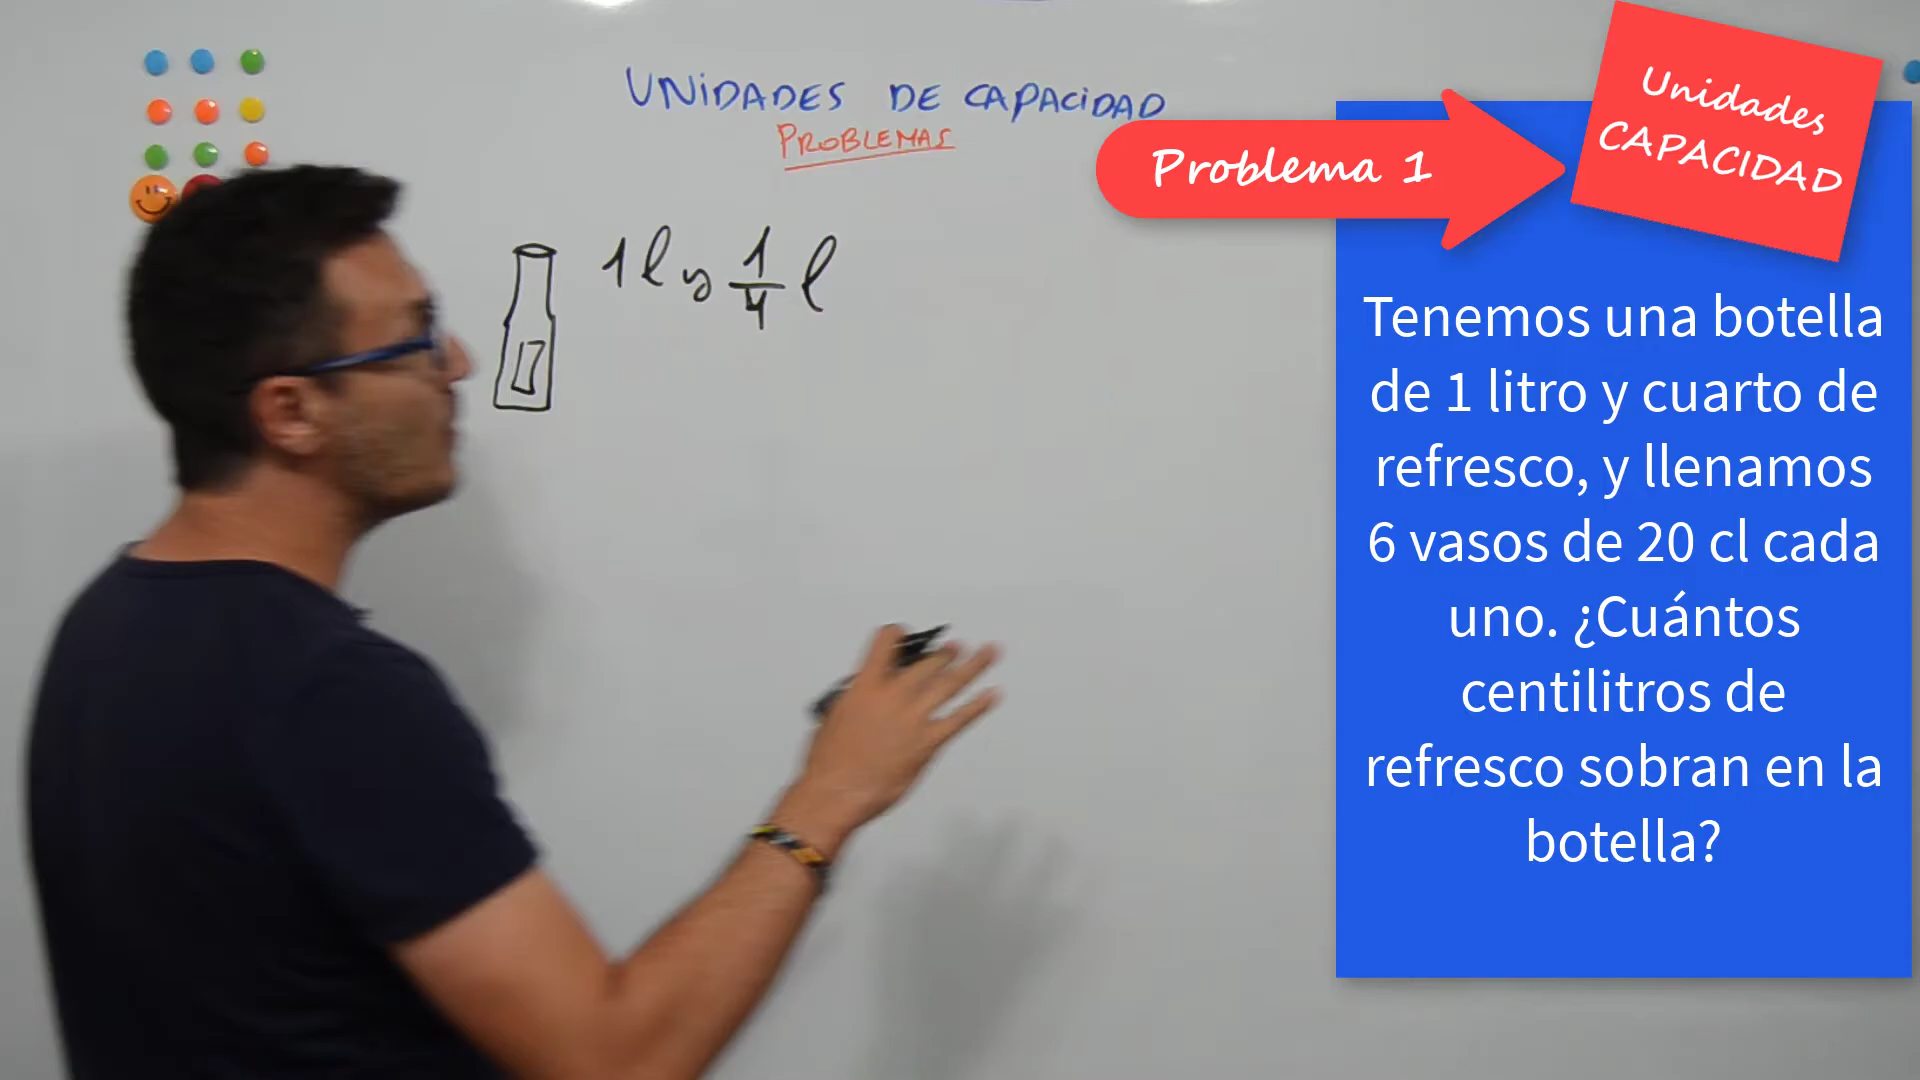 UNIDADES DE CAPACIDAD
PROBLEMAS
1 l y 1/4 l
Problema 1
Unidades
CAPACIDAD
Tenemos una botella
de 1 litro y cuarto de
refresco, y llenamos
6 vasos de 20 cl cada
uno. ¿Cuántos
centilitros de
refresco sobran en la
botella?